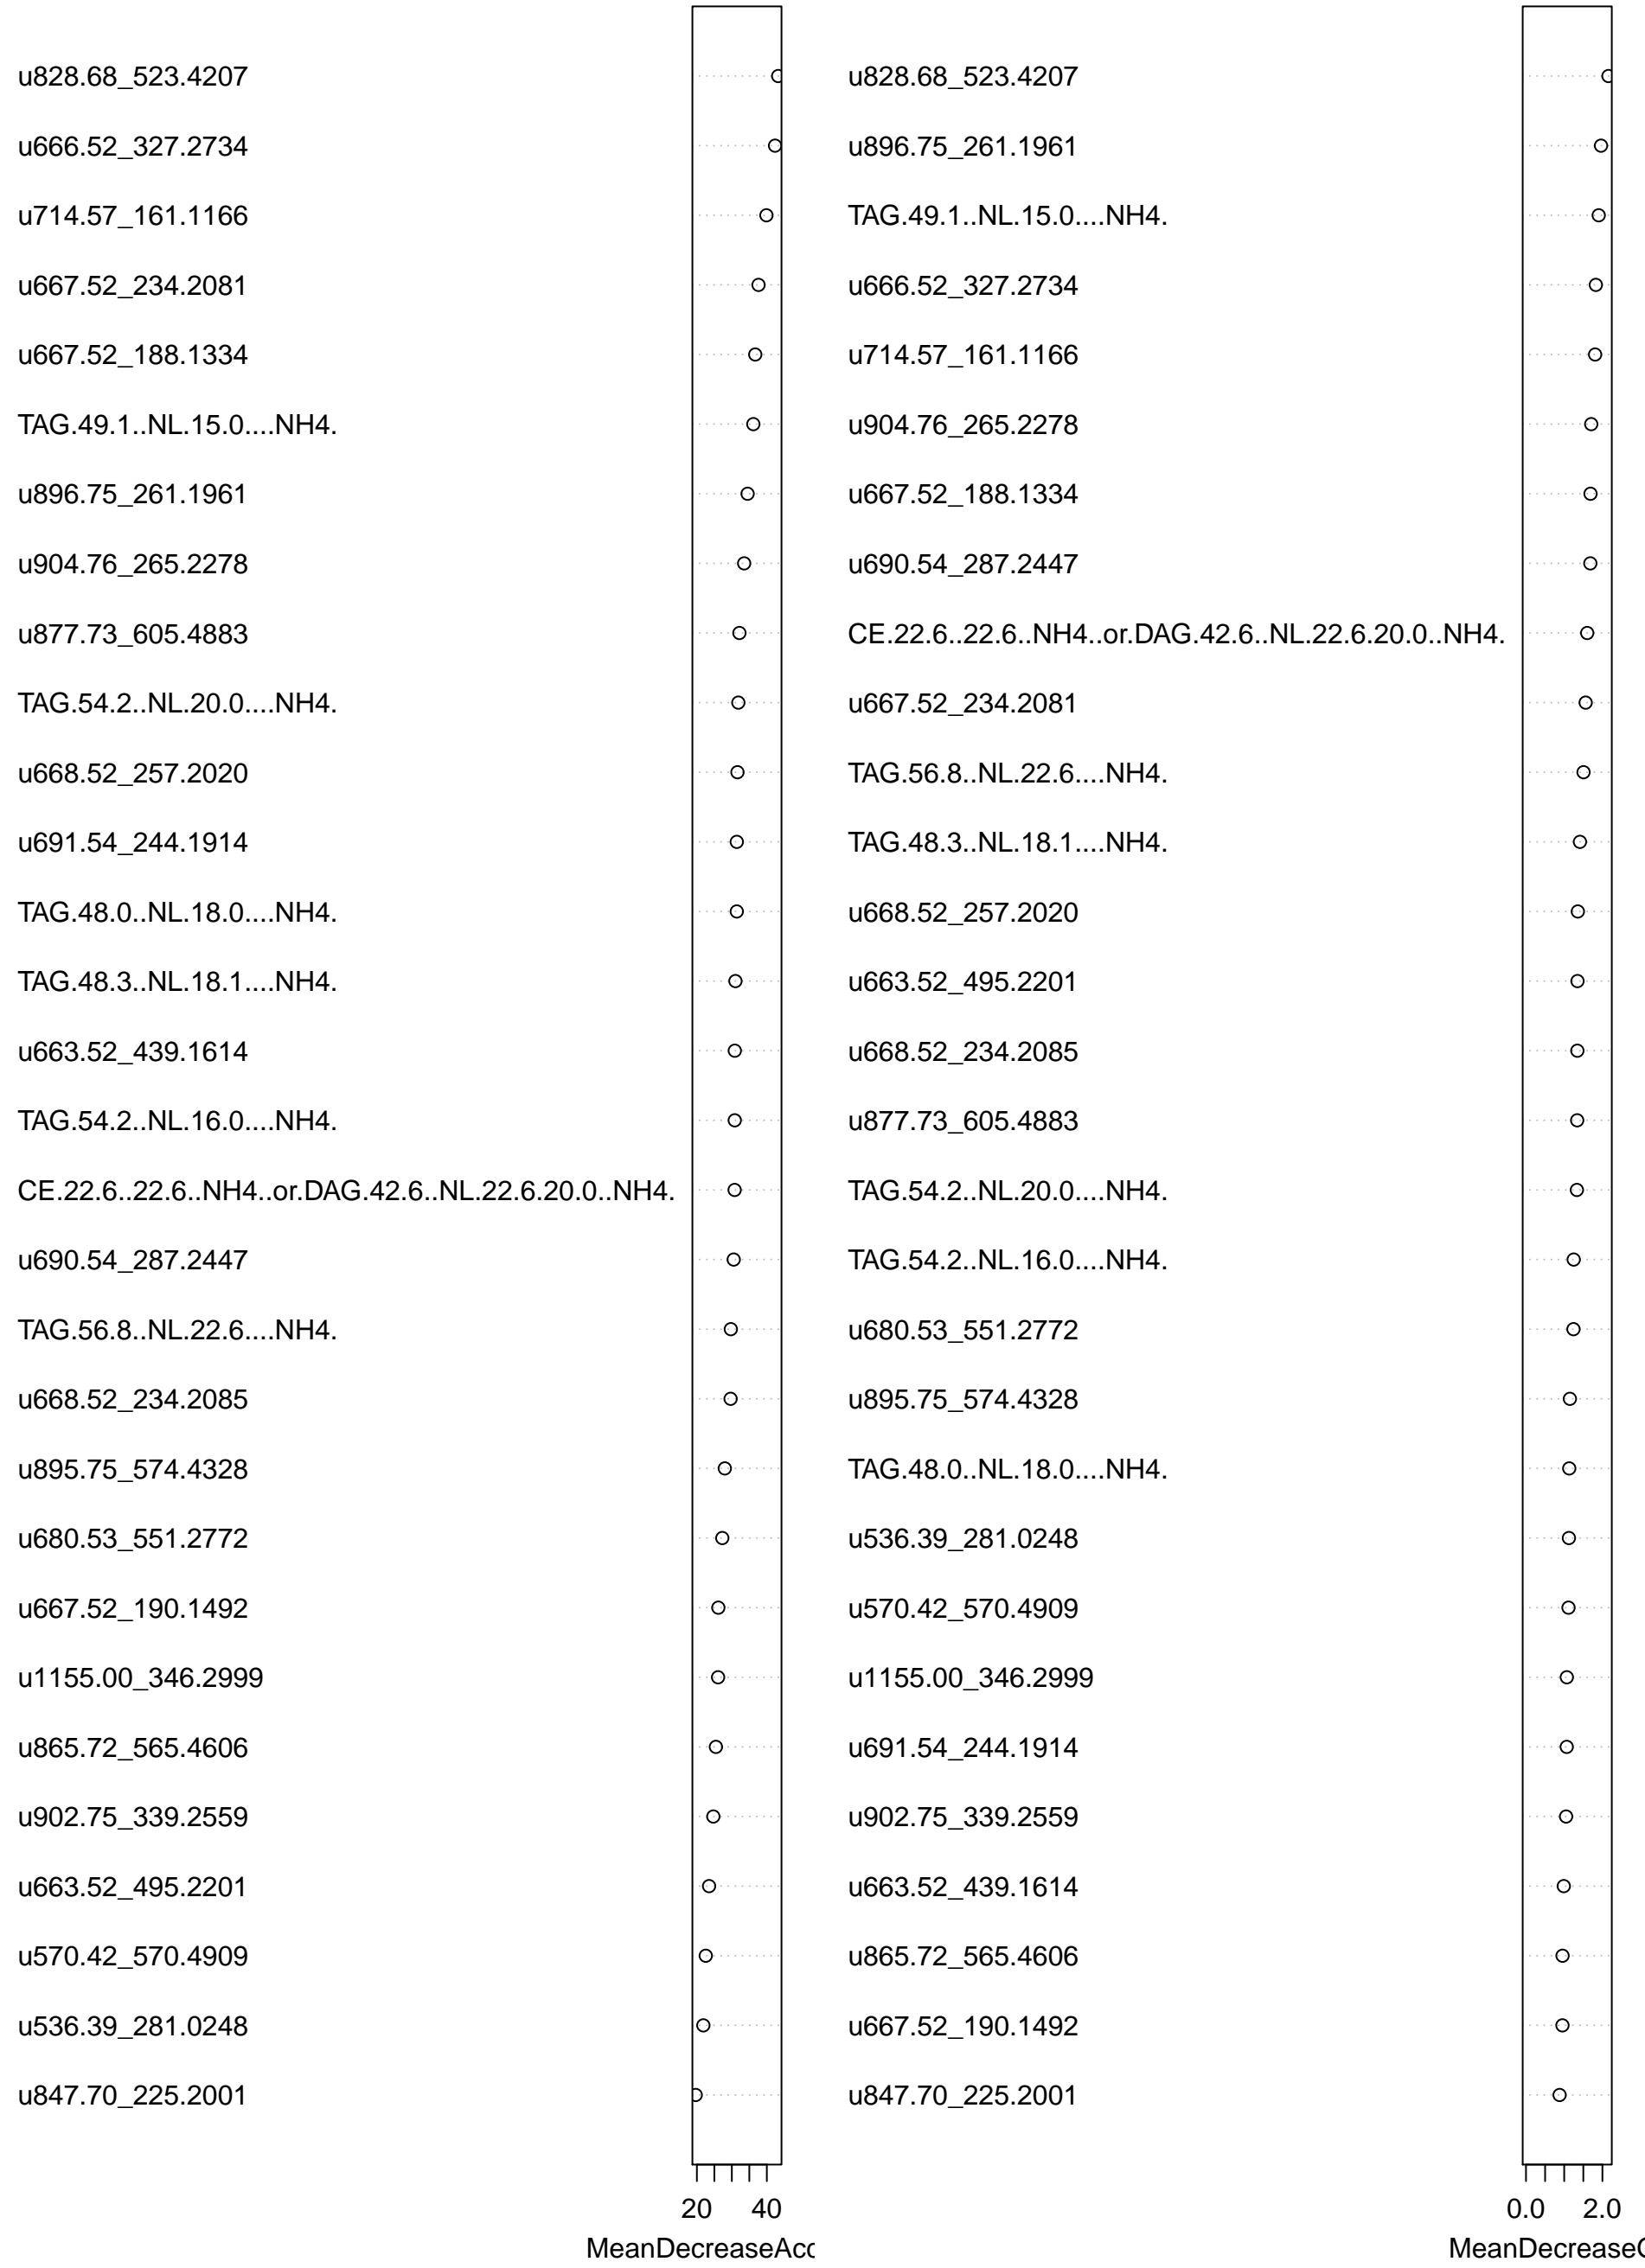 u828.68_523.4207
u666.52_327.2734
u714.57_161.1166
u667.52_234.2081
u667.52_188.1334
TAG.49.1..NL.15.0....NH4.
u896.75_261.1961
u904.76_265.2278
u877.73_605.4883
TAG.54.2..NL.20.0....NH4.
u668.52_257.2020
u691.54_244.1914
TAG.48.0..NL.18.0....NH4.
TAG.48.3..NL.18.1....NH4.
u663.52_439.1614
TAG.54.2..NL.16.0....NH4.
CE.22.6..22.6..NH4..or.DAG.42.6..NL.22.6.20.0..NH4.
u690.54_287.2447
TAG.56.8..NL.22.6....NH4.
u668.52_234.2085
u895.75_574.4328
u680.53_551.2772
u667.52_190.1492
u1155.00_346.2999
u865.72_565.4606
u902.75_339.2559
u663.52_495.2201
u570.42_570.4909
u536.39_281.0248
u847.70_225.2001
20 40
MeanDecreaseAcc
u828.68_523.4207
u896.75_261.1961
TAG.49.1..NL.15.0....NH4.
u666.52_327.2734
u714.57_161.1166
u904.76_265.2278
u667.52_188.1334
u690.54_287.2447
CE.22.6..22.6..NH4..or.DAG.42.6..NL.22.6.20.0..NH4.
u667.52_234.2081
TAG.56.8..NL.22.6....NH4.
TAG.48.3..NL.18.1....NH4.
u668.52_257.2020
u663.52_495.2201
u668.52_234.2085
u877.73_605.4883
TAG.54.2..NL.20.0....NH4.
TAG.54.2..NL.16.0....NH4.
u680.53_551.2772
u895.75_574.4328
TAG.48.0..NL.18.0....NH4.
u536.39_281.0248
u570.42_570.4909
u1155.00_346.2999
u691.54_244.1914
u902.75_339.2559
u663.52_439.1614
u865.72_565.4606
u667.52_190.1492
u847.70_225.2001
0.0 2.0
MeanDecreaseG